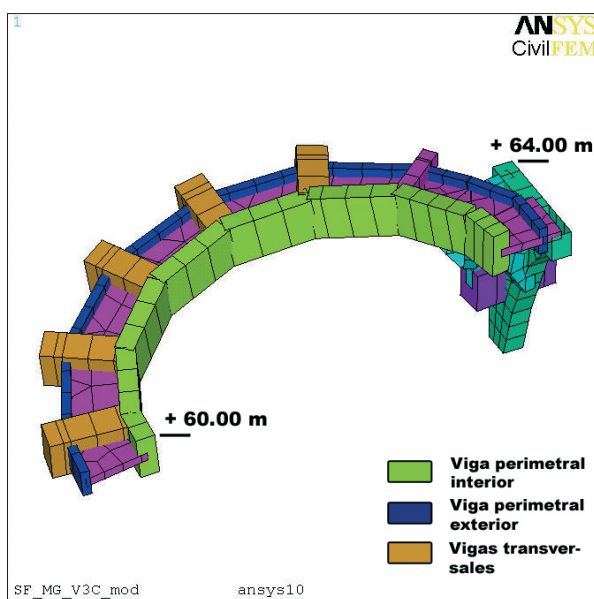 1
ANSYS
CivilFEM
+ 64.00 m
+ 60.00 m
Viga perimetral
interior
Viga perimetral
exterior
Vigas transver-
sales
SF_MG_V3C_mod ansys10